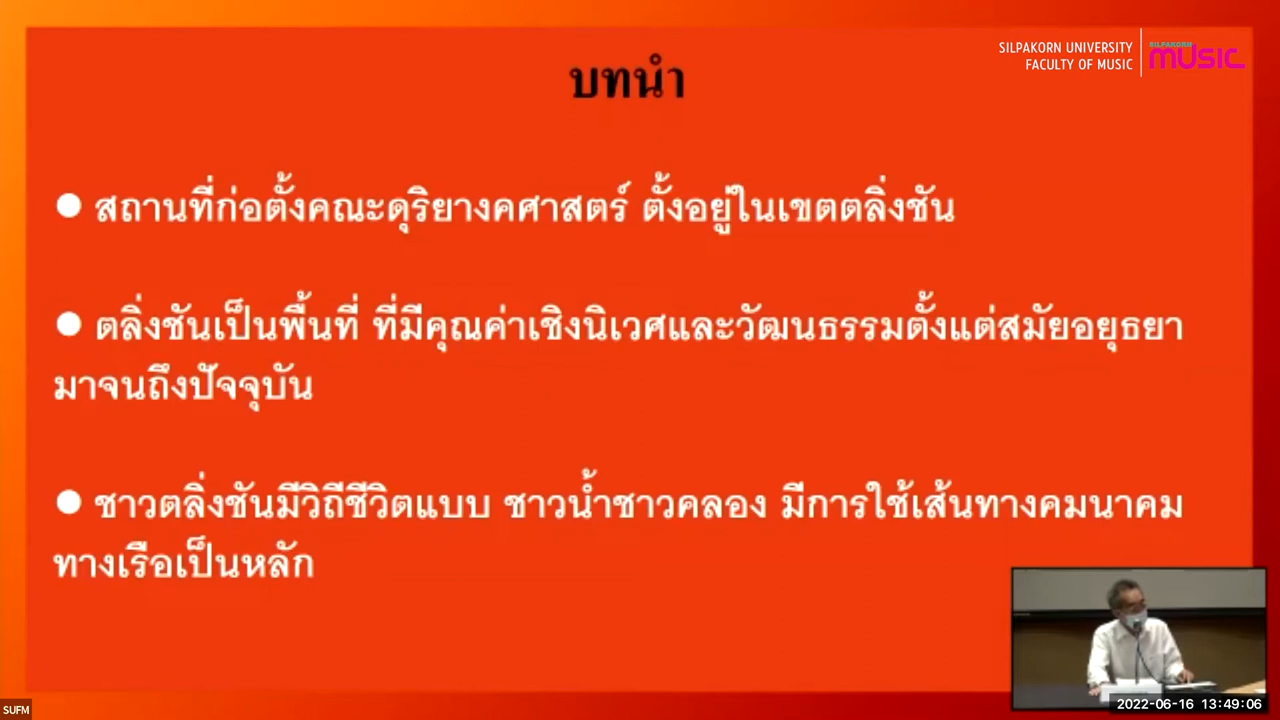 SILPAKORN UNIVERSITY
FACULTY OF MUSIC
SILPAKORN
music
บทนำ
● สถานที่ก่อตั้งคณะดุริยางคศาสตร์ ตั้งอยู่ในเขตตลิ่งชัน
● ตลิ่งชันเป็นพื้นที่ ที่มีคุณค่าเชิงนิเวศและวัฒนธรรมตั้งแต่สมัยอยุธยา
มาจนถึงปัจจุบัน
● ชาวตลิ่งชันมีวิถีชีวิตแบบ ชาวน้ำชาวคลอง มีการใช้เส้นทางคมนาคม
ทางเรือเป็นหลัก
SUFM
2022-06-16 13:49:06